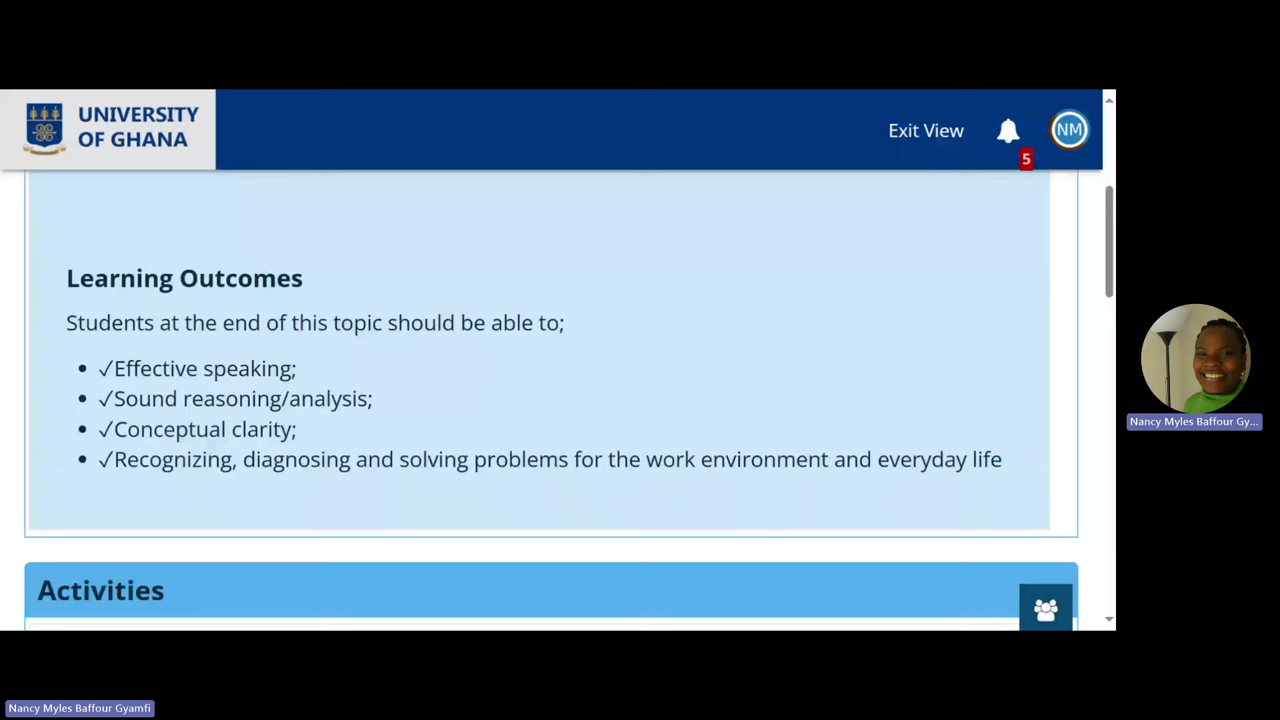 UNIVERSITY
OF GHANA
Exit View
NM
5
Learning Outcomes
Students at the end of this topic should be able to;
• ✓Effective speaking;
• ✓Sound reasoning/analysis;
• ✓Conceptual clarity;
• ✓Recognizing, diagnosing and solving problems for the work environment and everyday life
Activities
Nancy Myles Baffour Gy...
Nancy Myles Baffour Gyamfi